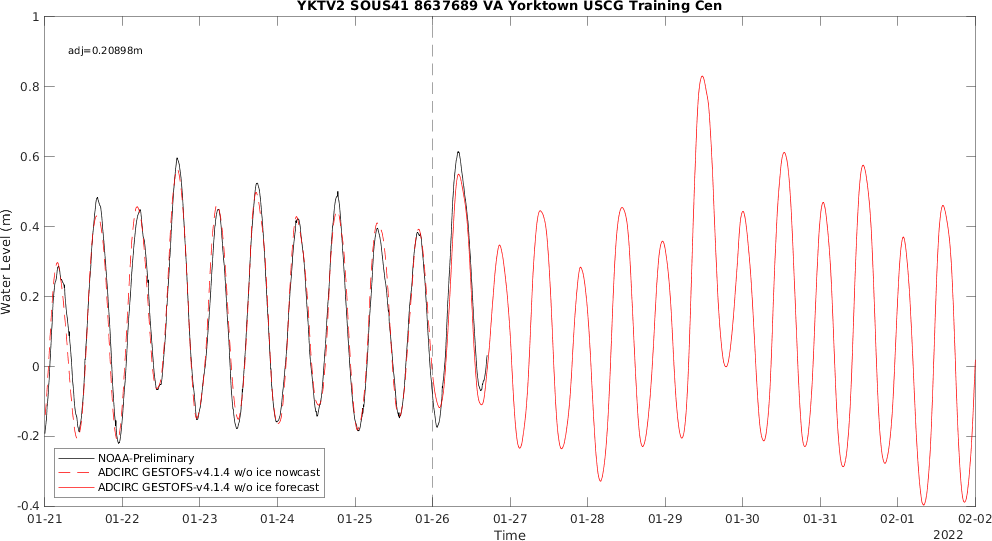 YKTV2 SOUS41 8637689 VA Yorktown USCG Training Cen
adj=0.20898m
1
0.8
0.6
0.4
0.2
0
-0.2
-0.4
Water Level (m)
NOAA-Preliminary
ADCIRC GESTOFS-v4.1.4 w/o ice nowcast
ADCIRC GESTOFS-v4.1.4 w/o ice forecast
01-21 01-22 01-23 01-24 01-25 01-26 01-27 01-28 01-29 01-30 01-31 02-01 02-02
Time
2022